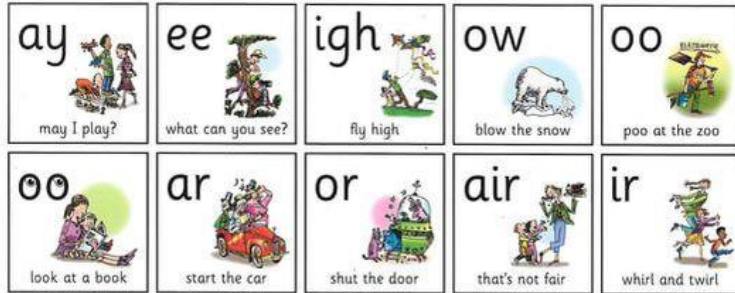 ay
may I play?
ee
what can you see?
igh
fly high
ow
blow the snow
oo
poo at the zoo
oo
look at a book
ar
start the car
or
shut the door
air
that's not fair
ir
whirl and twirl